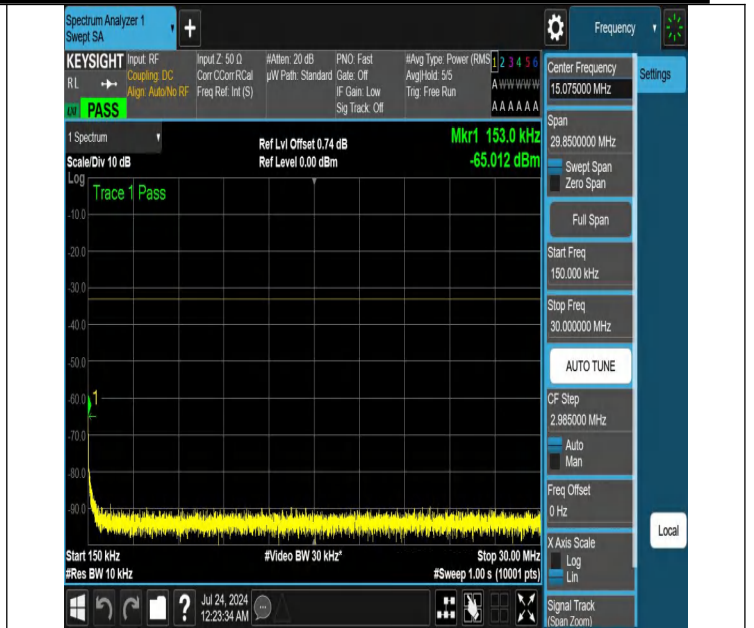 Spectrum Analyzer 1
Swept SA
+
Frequency
KEYSIGHT
RL
PASS
Input: RF
Coupling: DC
Align: Auto/No RF
Input Z: 50 Ω
Corr CCorr RCal
Freq Ref: Int (S)
#Atten: 20 dB
µW Path: Standard
PNO: Fast
Gate: Off
IF Gain: Low
Sig Track: Off
#Avg Type: Power (RMS)
Avg|Hold: 5/5
Trig: Free Run
1 2 3 4 5 6
A W W W W W
A A A A A A
1 Spectrum
Scale/Div 10 dB
Ref Lvl Offset 0.74 dB
Ref Level 0.00 dBm
Mkr1 153.0 kHz
-65.012 dBm
Log
Trace 1 Pass
-10.0
-20.0
-30.0
-40.0
-50.0
-60.0
1
-70.0
-80.0
-90.0
Start 150 kHz
#Res BW 10 kHz
#Video BW 30 kHz*
Stop 30.00 MHz
#Sweep 1.00 s (10001 pts)
?
Jul 24, 2024
12:23:34 AM
Center Frequency
15.075000 MHz
Settings
Span
29.8500000 MHz
Swept Span
Zero Span
Full Span
Start Freq
150.000 kHz
Stop Freq
30.000000 MHz
AUTO TUNE
CF Step
2.985000 MHz
Auto
Man
Freq Offset
0 Hz
X Axis Scale
Log
Lin
Local
Signal Track
(Span Zoom)